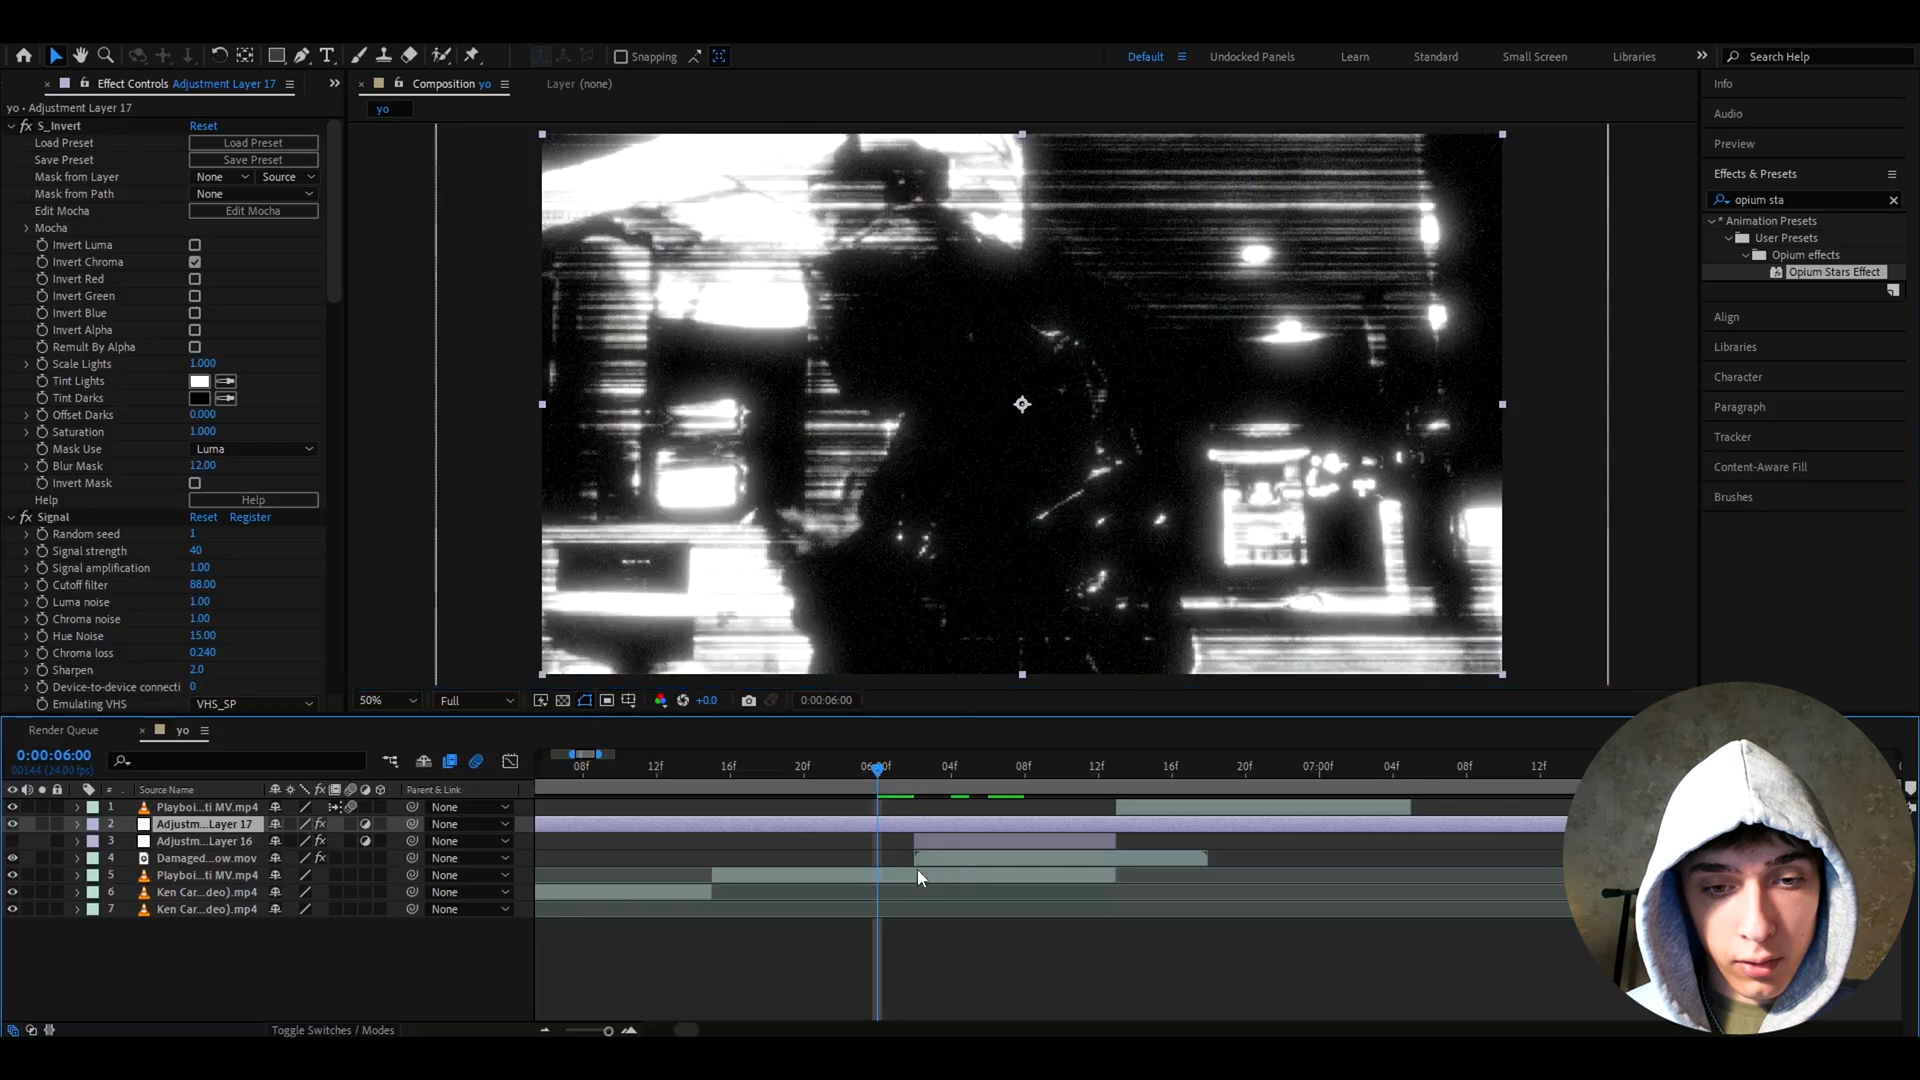 Snapping
Default
Undocked Panels
Learn
Standard
Small Screen
Libraries
Search Help
Effect Controls Adjustment Layer 17
Composition yo
Layer (none)
yo • Adjustment Layer 17
yo
fx S_Invert Reset
Load Preset Load Preset
Save Preset Save Preset
Mask from Layer None Source
Mask from Path None
Edit Mocha Edit Mocha
Mocha
Invert Luma
Invert Chroma
Invert Red
Invert Green
Invert Blue
Invert Alpha
Remult By Alpha
Scale Lights 1.000
Tint Lights
Tint Darks
Offset Darks 0.000
Saturation 1.000
Mask Use Luma
Blur Mask 12.00
Invert Mask
Help Help
fx Signal Reset Register
Random seed 1
Signal strength 40
Signal amplification 1.00
Cutoff filter 88.00
Luma noise 1.00
Chroma noise 1.00
Hue Noise 15.00
Chroma loss 0.240
Sharpen 2.0
Device-to-device connecti 0
Emulating VHS VHS_SP
Info
Audio
Preview
Effects & Presets
opium sta
* Animation Presets
User Presets
Opium effects
Opium Stars Effect
Align
Libraries
Character
Paragraph
Tracker
Content-Aware Fill
Brushes
50% Full +0.0 0:00:06:00
Render Queue
yo
0:00:06:00
00144 (24.00 fps)
08f 12f 16f 20f 06:00f 04f 08f 12f 16f 20f 07:00f 04f 08f 12f
# Source Name fx Parent & Link
1 Playboi...ti MV.mp4 None
2 Adjustm...Layer 17 fx None
3 Adjustm...Layer 16 fx None
4 Damaged...ow.mov fx None
5 Playboi...ti MV.mp4 None
6 Ken Car...deo).mp4 None
7 Ken Car...deo).mp4 None
Toggle Switches / Modes